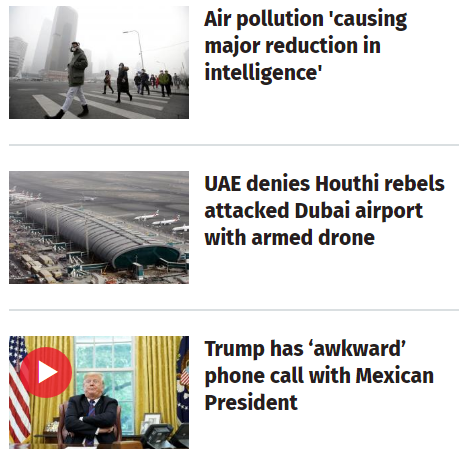 Air pollution 'causing
major reduction in
intelligence'
UAE denies Houthi rebels
attacked Dubai airport
with armed drone
Trump has ‘awkward’
phone call with Mexican
President